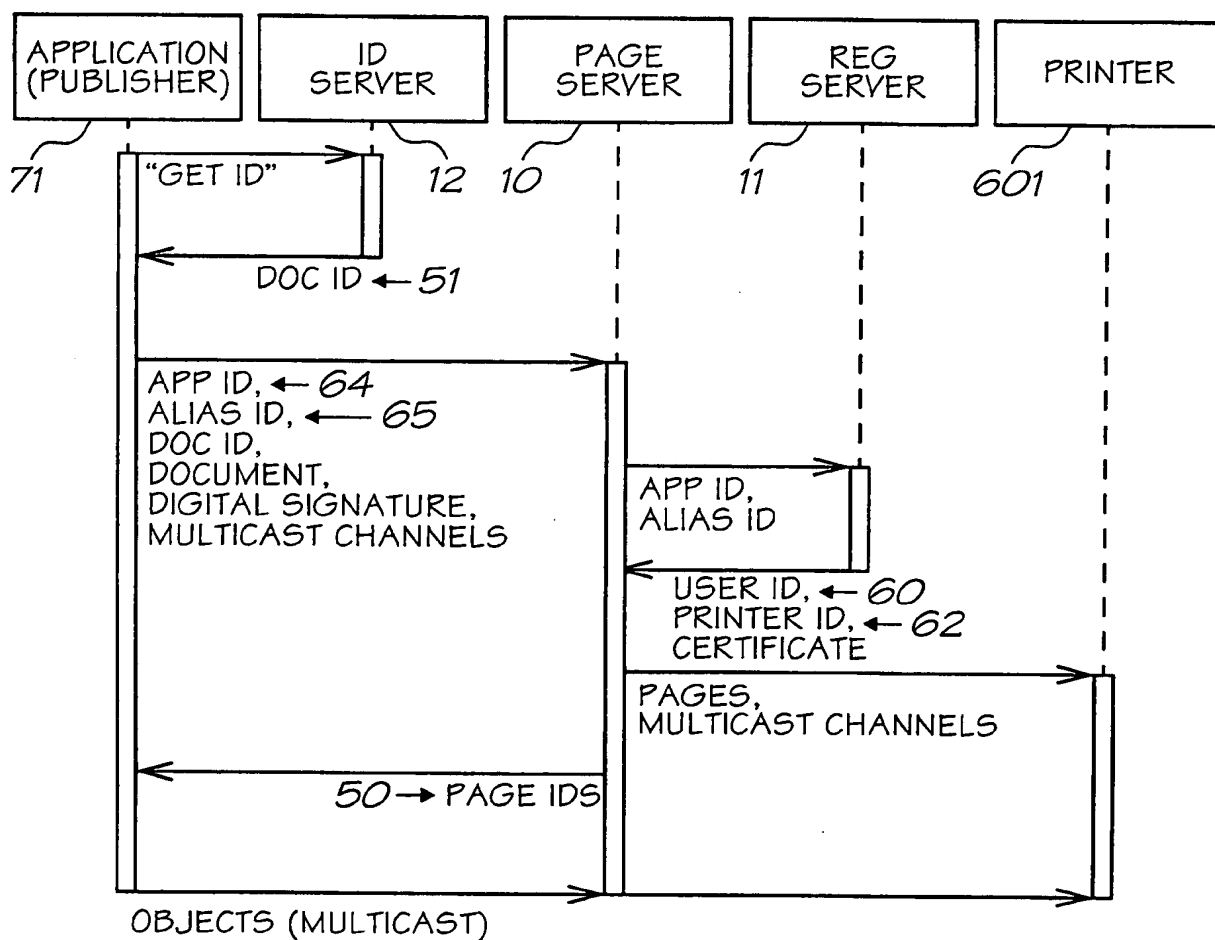 APPLICATION
(PUBLISHER)
ID
SERVER
PAGE
SERVER
REG
SERVER
PRINTER
71
12
10
11
601
"GET ID"
DOC ID ← 51
APP ID, ← 64
ALIAS ID, ← 65
DOC ID,
DOCUMENT,
DIGITAL SIGNATURE,
MULTICAST CHANNELS
APP ID,
ALIAS ID
USER ID, ← 60
PRINTER ID, ← 62
CERTIFICATE
PAGES,
MULTICAST CHANNELS
50 → PAGE IDS
OBJECTS (MULTICAST)